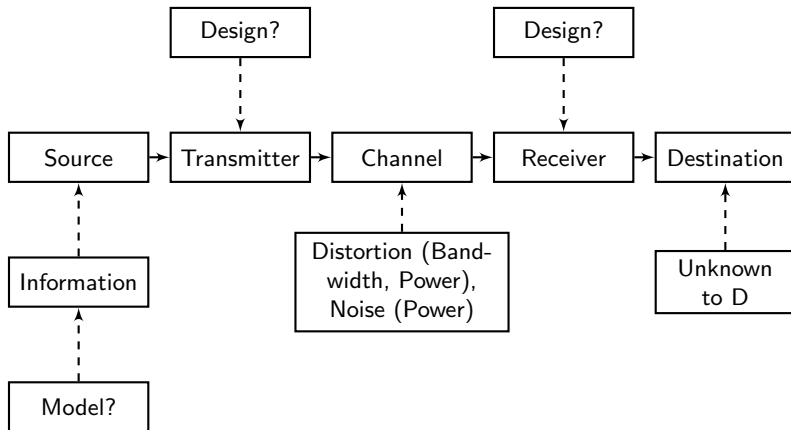 Design?
Design?
Source
Transmitter
Channel
Receiver
Destination
Information
Distortion (Band-
width, Power),
Noise (Power)
Unknown
to D
Model?